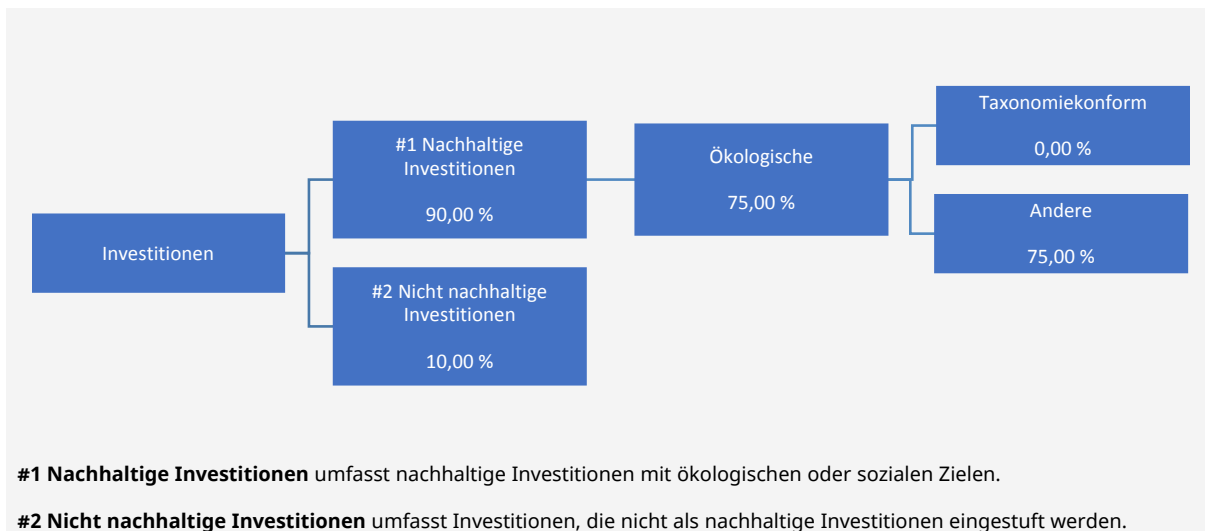 Investitionen
#1 Nachhaltige
Investitionen
90,00 %
#2 Nicht nachhaltige
Investitionen
10,00 %
Ökologische
75,00 %
Taxonomiekonform
0,00 %
Andere
75,00 %
#1 Nachhaltige Investitionen umfasst nachhaltige Investitionen mit ökologischen oder sozialen Zielen.
#2 Nicht nachhaltige Investitionen umfasst Investitionen, die nicht als nachhaltige Investitionen eingestuft werden.